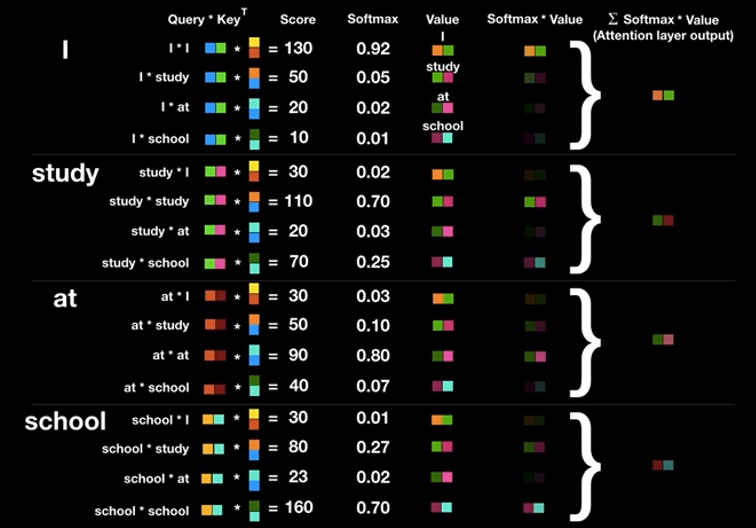 Query * Key^T Score Softmax Value Softmax * Value Σ Softmax * Value
(Attention layer output)
I
I * I * = 130 0.92 I
I * study * = 50 0.05 study
I * at * = 20 0.02 at
I * school * = 10 0.01 school
}
study
study * I * = 30 0.02
study * study * = 110 0.70
study * at * = 20 0.03
study * school * = 70 0.25
}
at
at * I * = 30 0.03
at * study * = 50 0.10
at * at * = 90 0.80
at * school * = 40 0.07
}
school
school * I * = 30 0.01
school * study * = 80 0.27
school * at * = 23 0.02
school * school * = 160 0.70
}